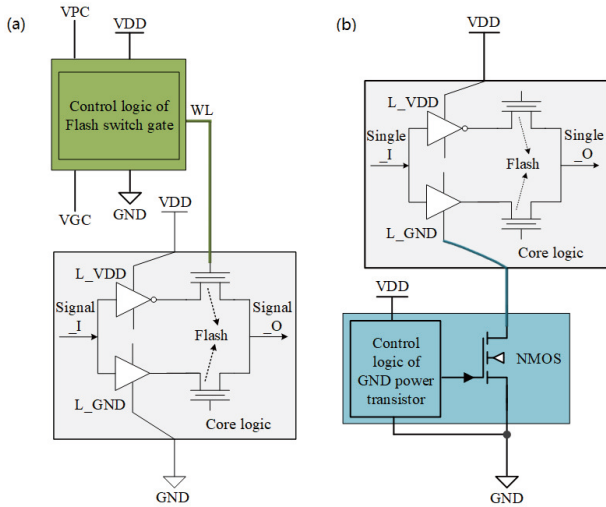 (a)
VPC
VDD
Control logic of
Flash switch gate
WL
VGC
GND
VDD
L_VDD
Signal
_I
Flash
Signal
_O
L_GND
Core logic
GND
(b)
VDD
L_VDD
Single
_I
Flash
Single
_O
L_GND
Core logic
VDD
Control
logic of
GND power
transistor
NMOS
GND